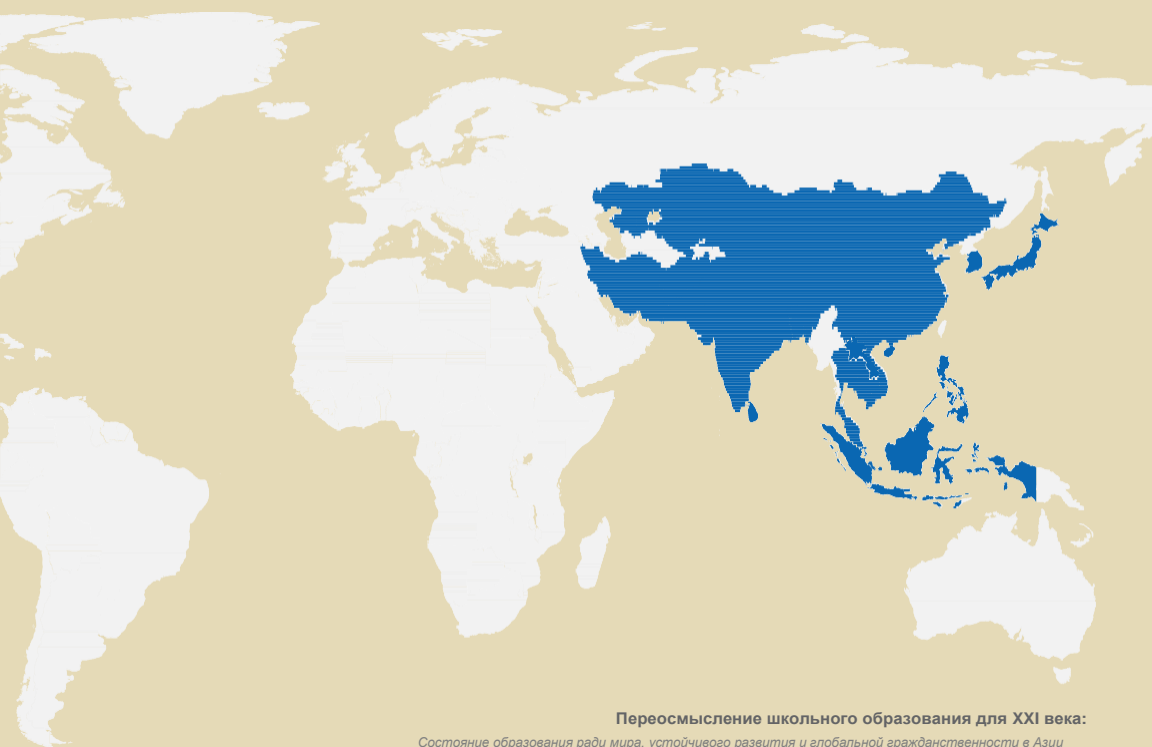 Переосмысление школьного образования для XXI века:
Состояние образования ради мира, устойчивого развития и глобальной гражданственности в Азии